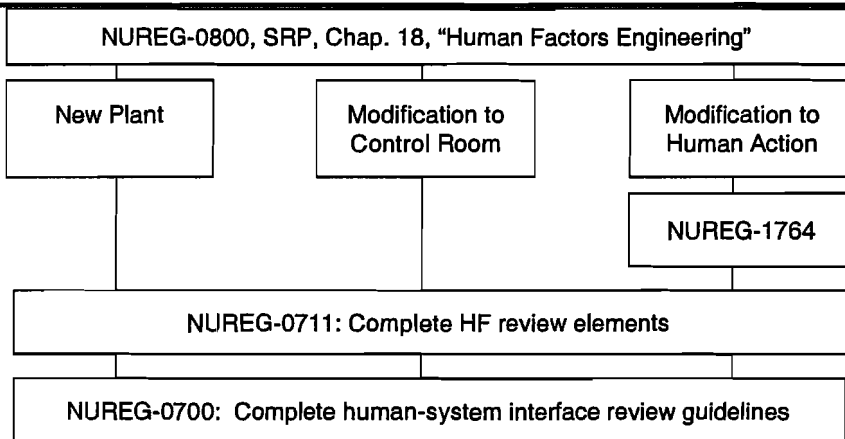 NUREG-0800, SRP, Chap. 18, “Human Factors Engineering”
New Plant
Modification to
Control Room
Modification to
Human Action
NUREG-1764
NUREG-0711: Complete HF review elements
NUREG-0700: Complete human-system interface review guidelines